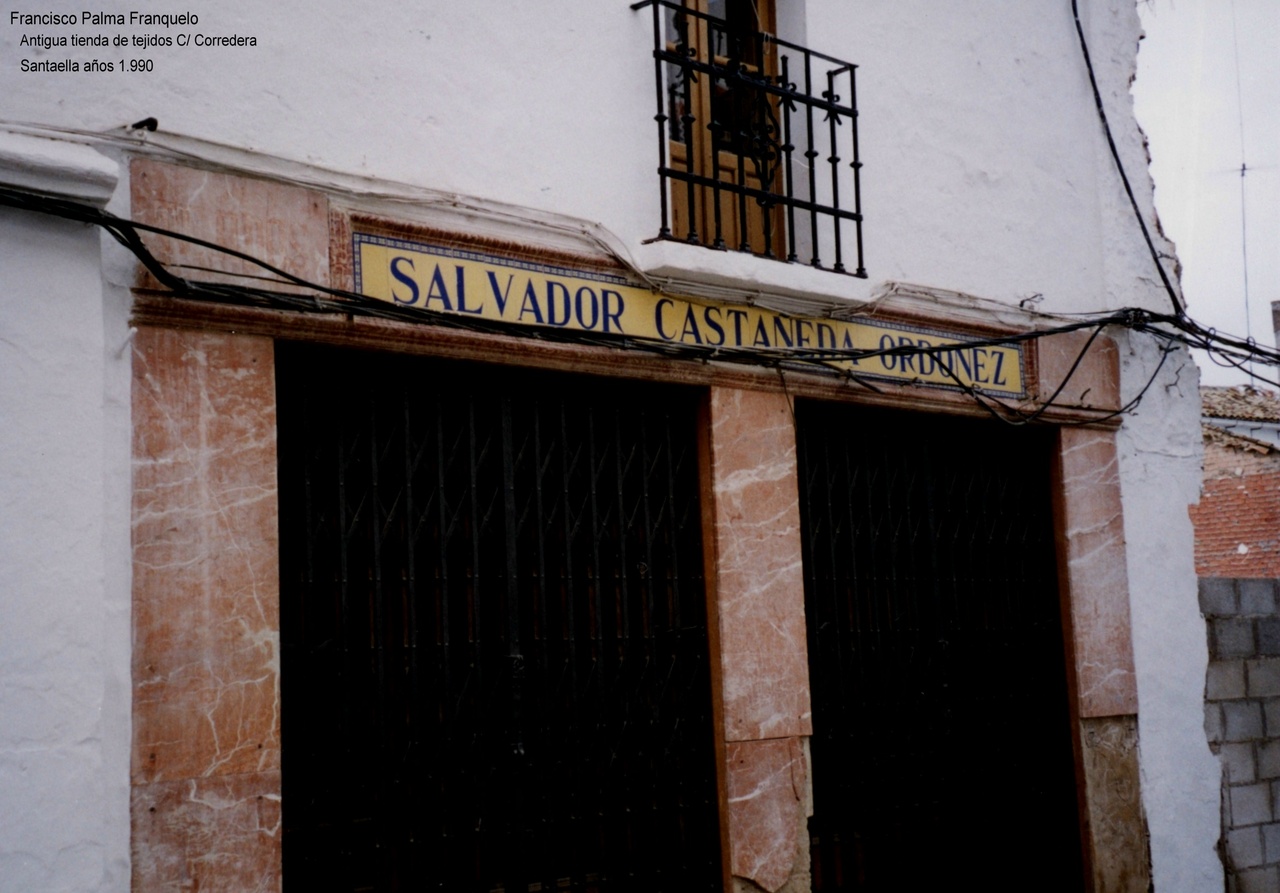 Francisco Palma Franquelo
Antigua tienda de tejidos C/ Corredera
Santaella años 1.990
SALVADOR CASTAÑEDA ORDOÑEZ